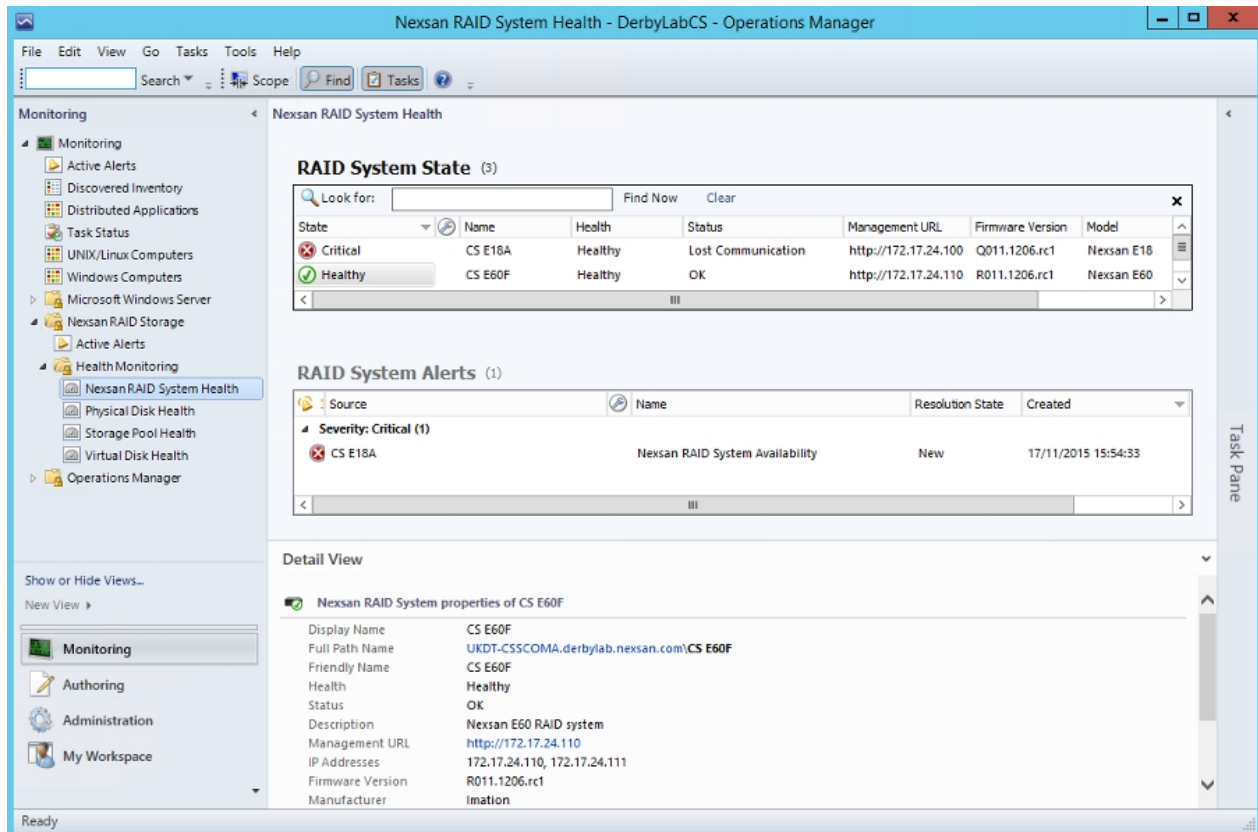 Nexsan RAID System Health - DerbyLabCS - Operations Manager
File Edit View Go Tasks Tools Help
Search Scope Find Tasks
Monitoring
Nexsan RAID System Health
Monitoring
Active Alerts
Discovered Inventory
Distributed Applications
Task Status
UNIX/Linux Computers
Windows Computers
Microsoft Windows Server
Nexsan RAID Storage
Active Alerts
Health Monitoring
Nexsan RAID System Health
Physical Disk Health
Storage Pool Health
Virtual Disk Health
Operations Manager
Show or Hide Views...
New View
Monitoring
Authoring
Administration
My Workspace
RAID System State (3)
Look for: Find Now Clear
State Name Health Status Management URL Firmware Version Model
Critical CS E18A Healthy Lost Communication http://172.17.24.100 Q011.1206.rc1 Nexsan E18
Healthy CS E60F Healthy OK http://172.17.24.110 R011.1206.rc1 Nexsan E60
RAID System Alerts (1)
Source Name Resolution State Created
Severity: Critical (1)
CS E18A Nexsan RAID System Availability New 17/11/2015 15:54:33
Detail View
Nexsan RAID System properties of CS E60F
Display Name CS E60F
Full Path Name UKDT-CSSCOMA.derbylab.nexsan.com\CS E60F
Friendly Name CS E60F
Health Healthy
Status OK
Description Nexsan E60 RAID system
Management URL http://172.17.24.110
IP Addresses 172.17.24.110, 172.17.24.111
Firmware Version R011.1206.rc1
Manufacturer Imation
Task Pane
Ready